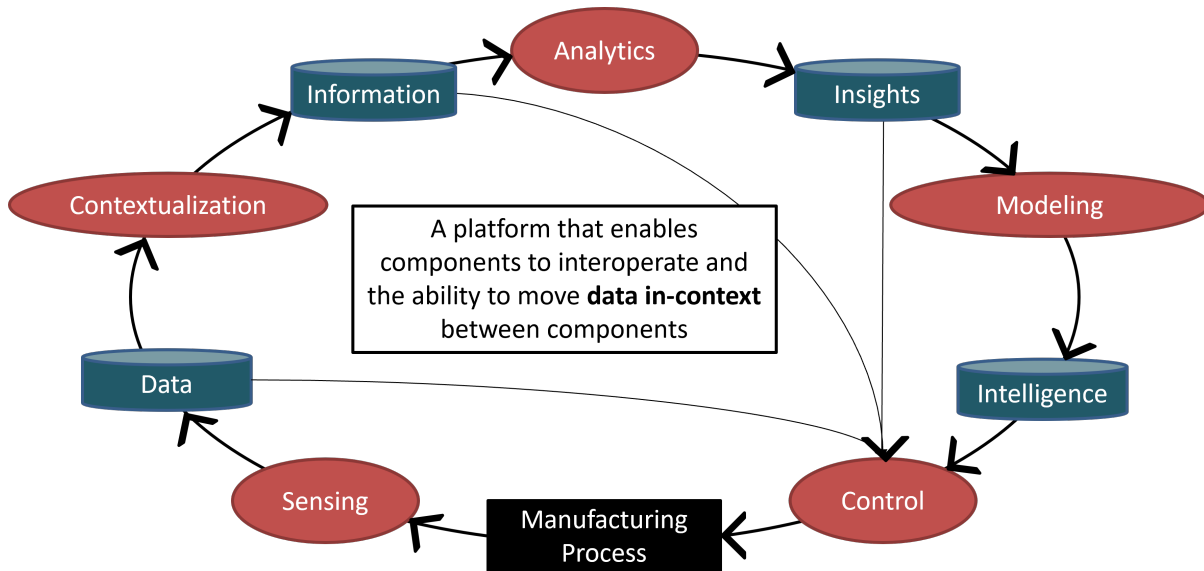 Analytics
Information
Insights
Contextualization
Modeling
A platform that enables
components to interoperate and
the ability to move data in-context
between components
Data
Intelligence
Sensing
Control
Manufacturing
Process